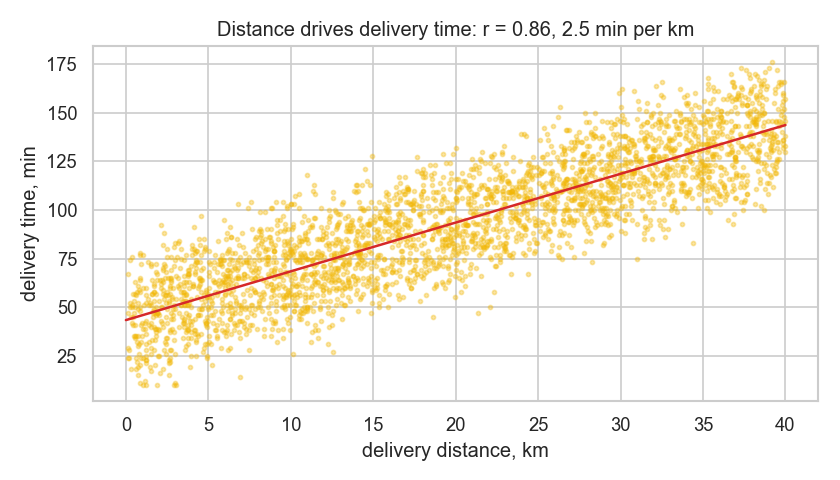 Distance drives delivery time: r = 0.86, 2.5 min per km
175
150
125
100
75
50
25
delivery time, min
0 5 10 15 20 25 30 35 40
delivery distance, km